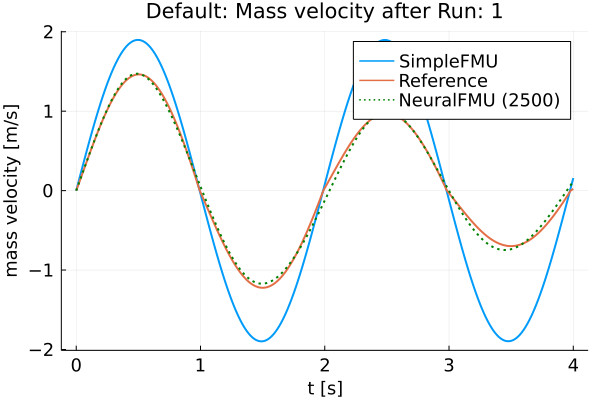 Default: Mass velocity after Run: 1
SimpleFMU
Reference
NeuralFMU (2500)
mass velocity [m/s]
2
1
0
−1
−2
0
1
2
3
4
t [s]